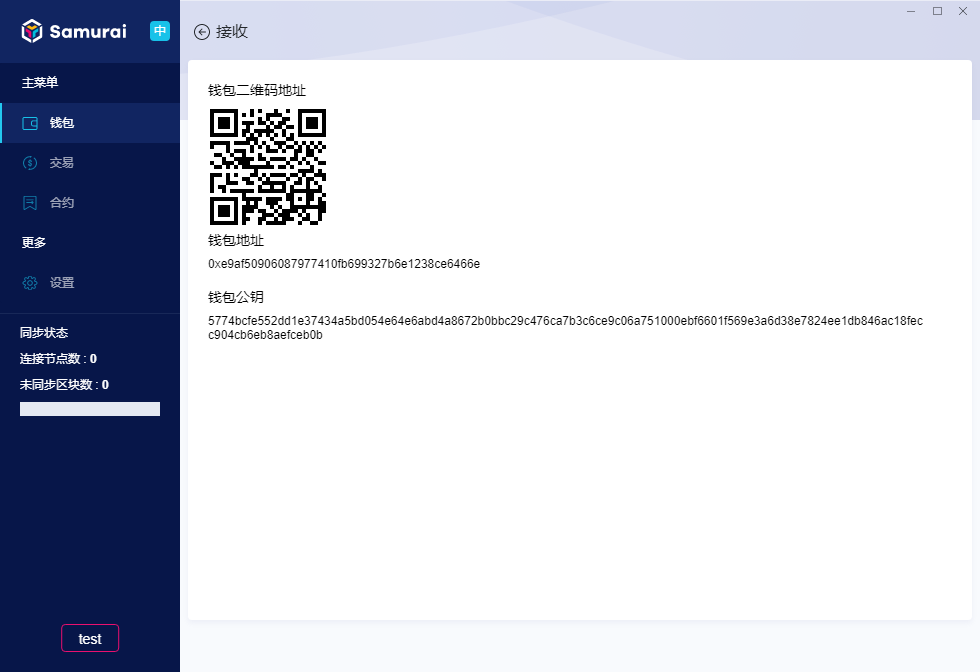 Samurai
中
主菜单
钱包
交易
合约
更多
设置
同步状态
连接节点数 : 0
未同步区块数 : 0
test
接收
钱包二维码地址
钱包地址
0xe9af50906087977410fb699327b6e1238ce6466e
钱包公钥
5774bcfe552dd1e37434a5bd054e64e6abd4a8672b0bbc29c476ca7b3c6ce9c06a751000ebf6601f569e3a6d38e7824ee1db846ac18fec
c904cb6eb8aefceb0b